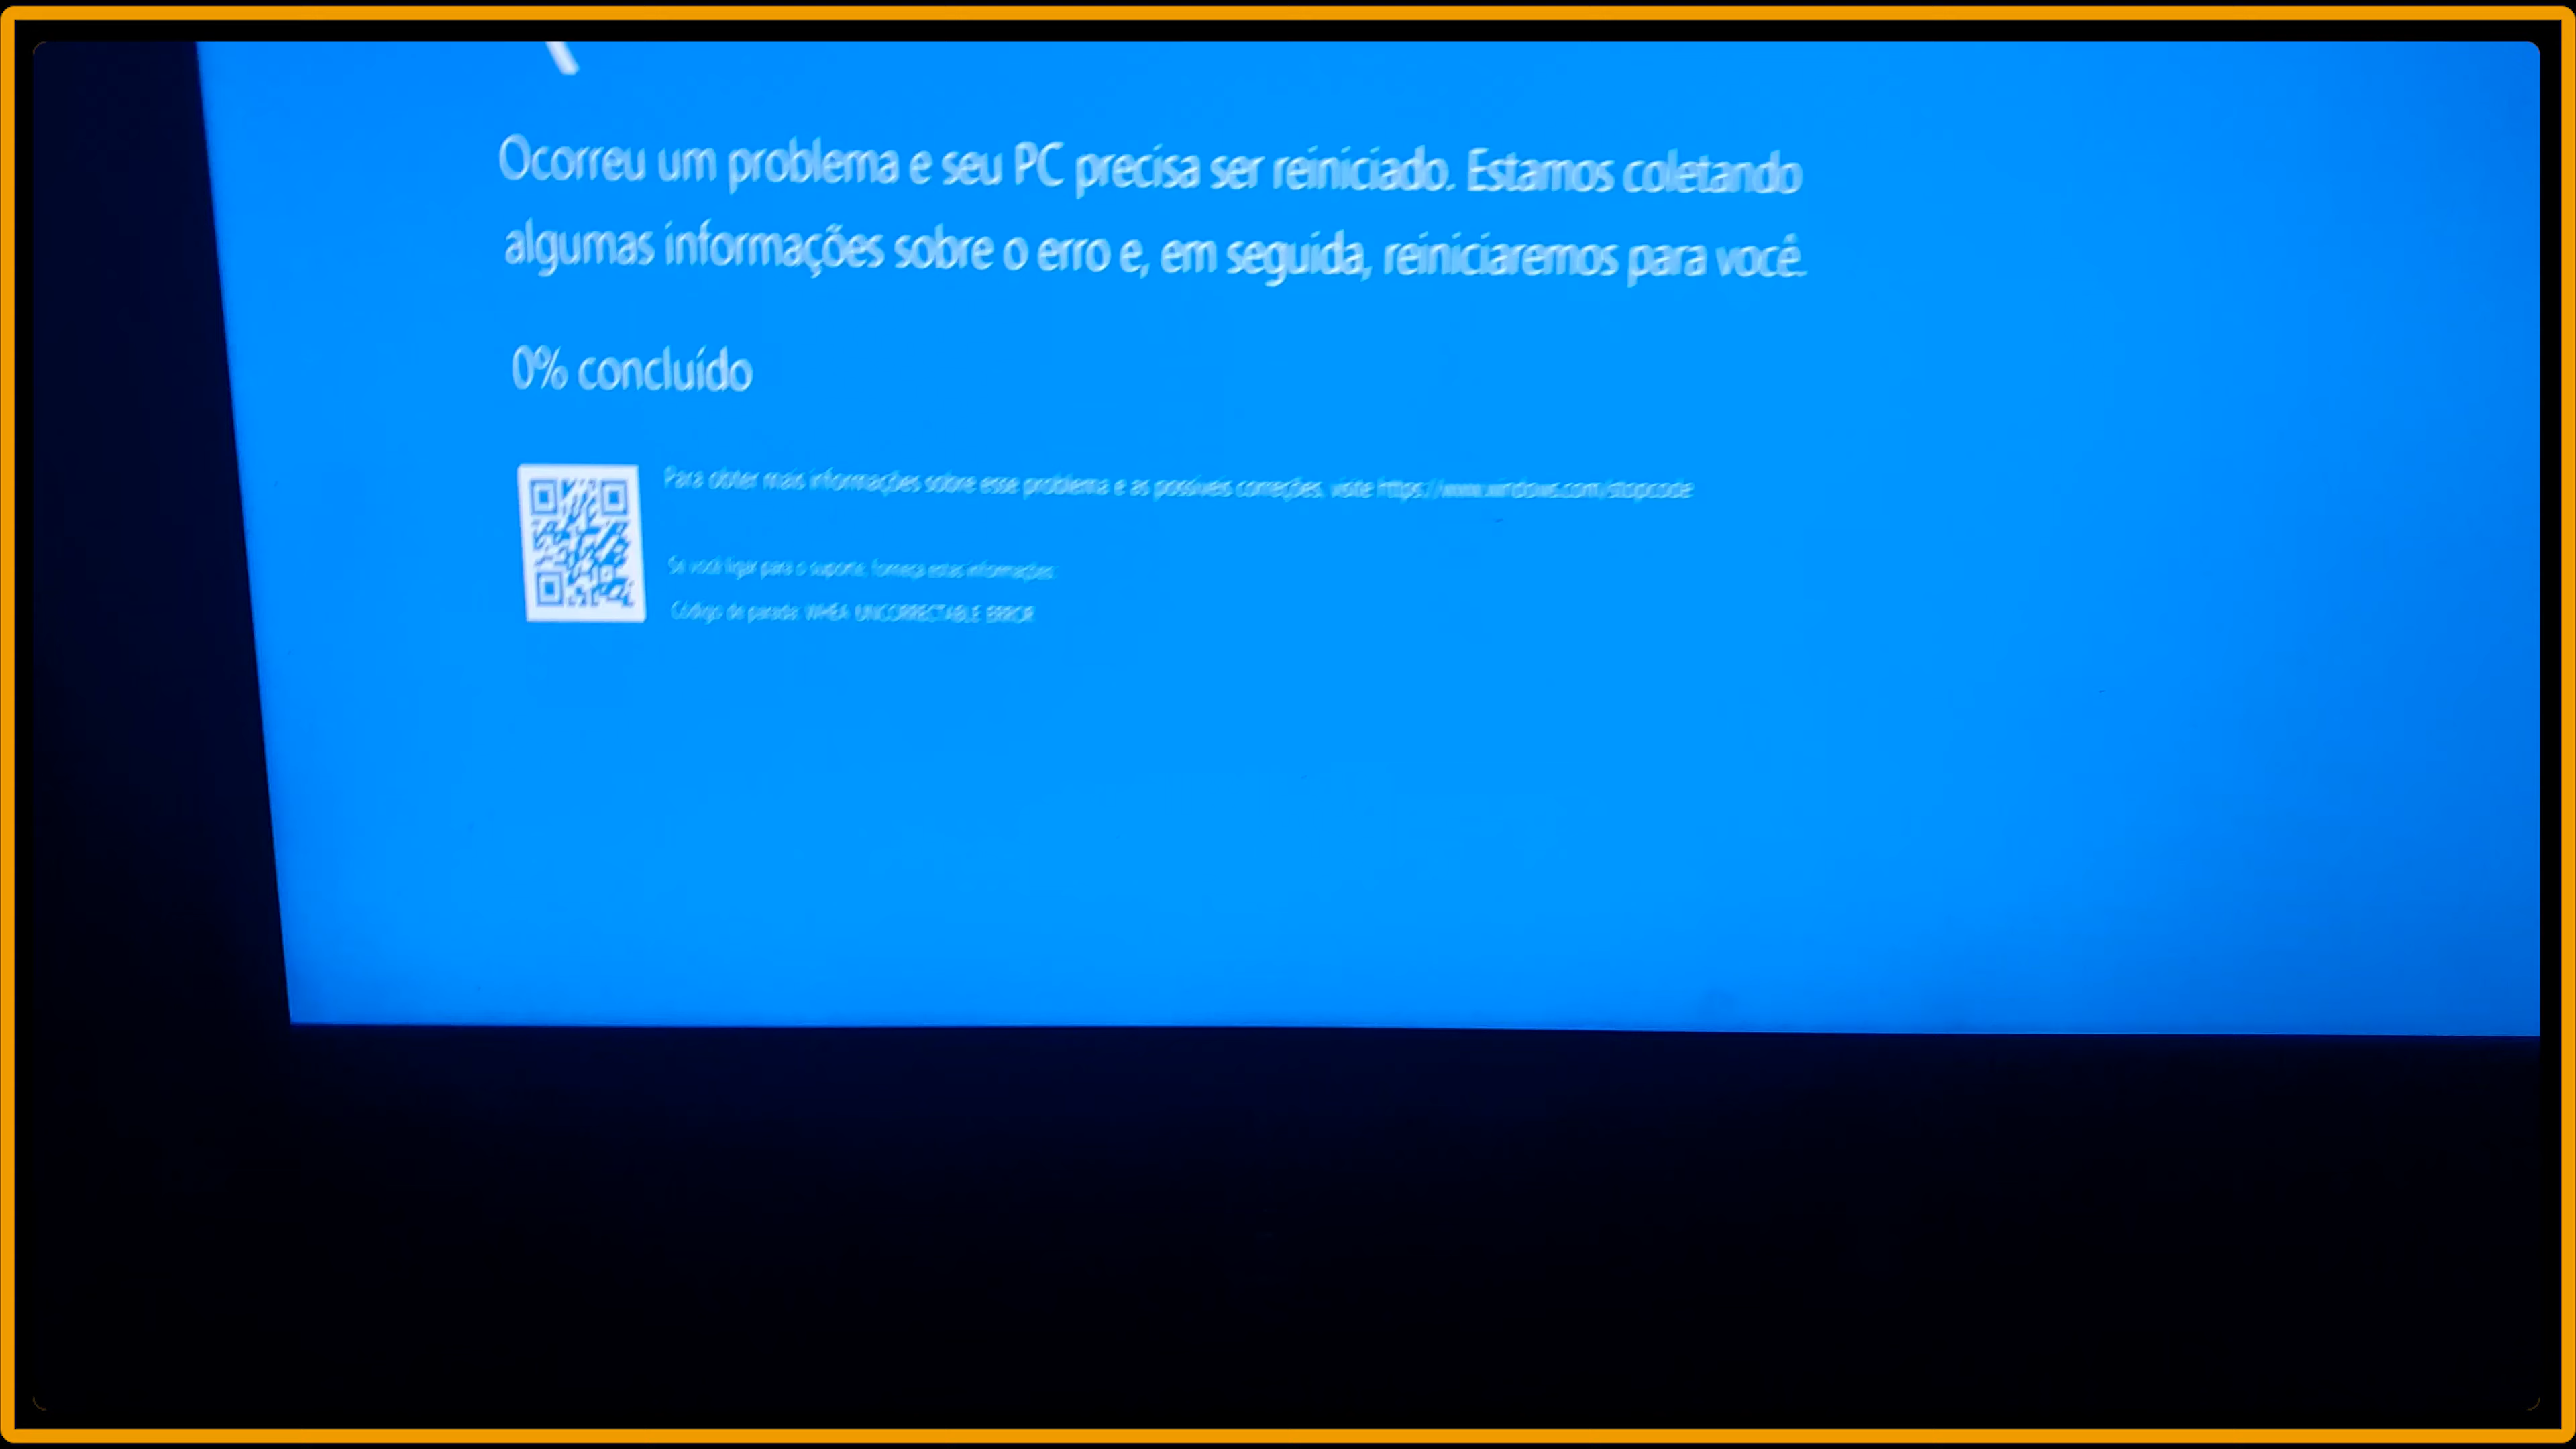 Ocorreu um problema e seu PC precisa ser reiniciado. Estamos coletando
algumas informações sobre o erro e, em seguida, reiniciaremos para você.
0% concluído
Para obter mais informações sobre esse problema e as possíveis correções, visite https://www.windows.com/stopcode
Se você ligar para o suporte, forneça estas informações:
Código de parada: WHEA UNCORRECTABLE ERROR